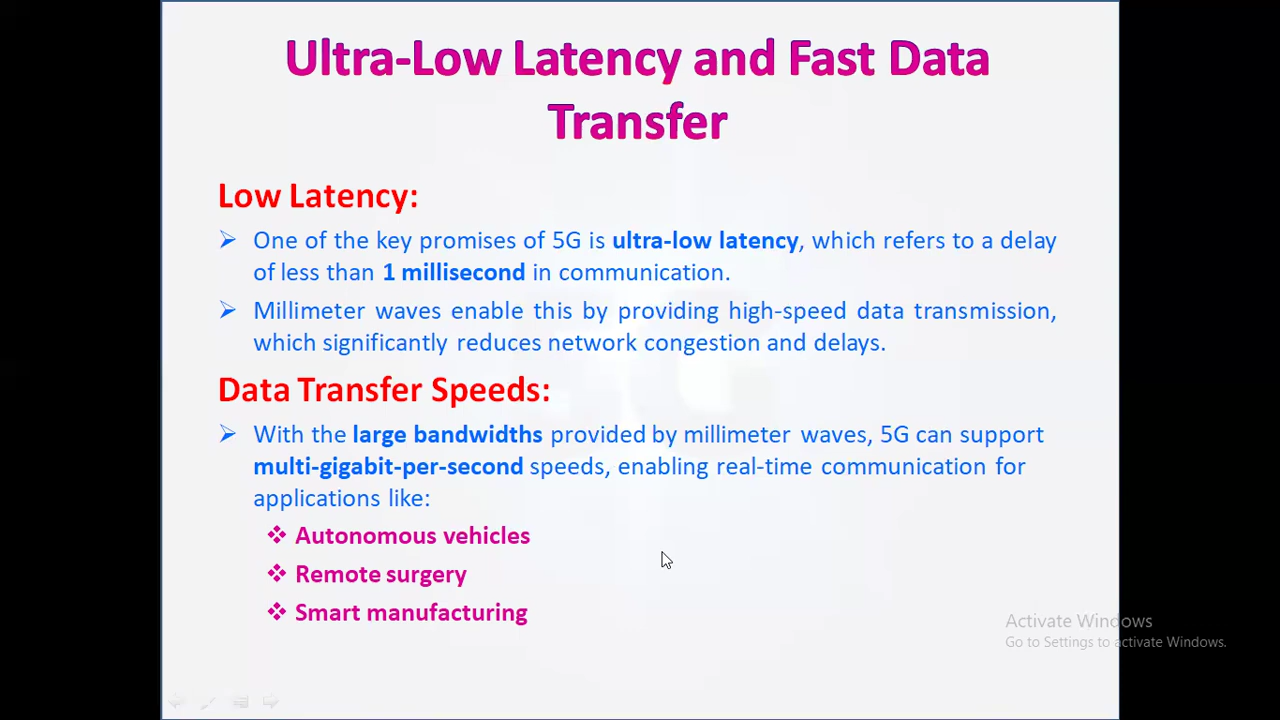 Ultra-Low Latency and Fast Data
Transfer
Low Latency:
One of the key promises of 5G is ultra-low latency, which refers to a delay
of less than 1 millisecond in communication.
Millimeter waves enable this by providing high-speed data transmission,
which significantly reduces network congestion and delays.
Data Transfer Speeds:
With the large bandwidths provided by millimeter waves, 5G can support
multi-gigabit-per-second speeds, enabling real-time communication for
applications like:
Autonomous vehicles
Remote surgery
Smart manufacturing
Activate Windows
Go to Settings to activate Windows.